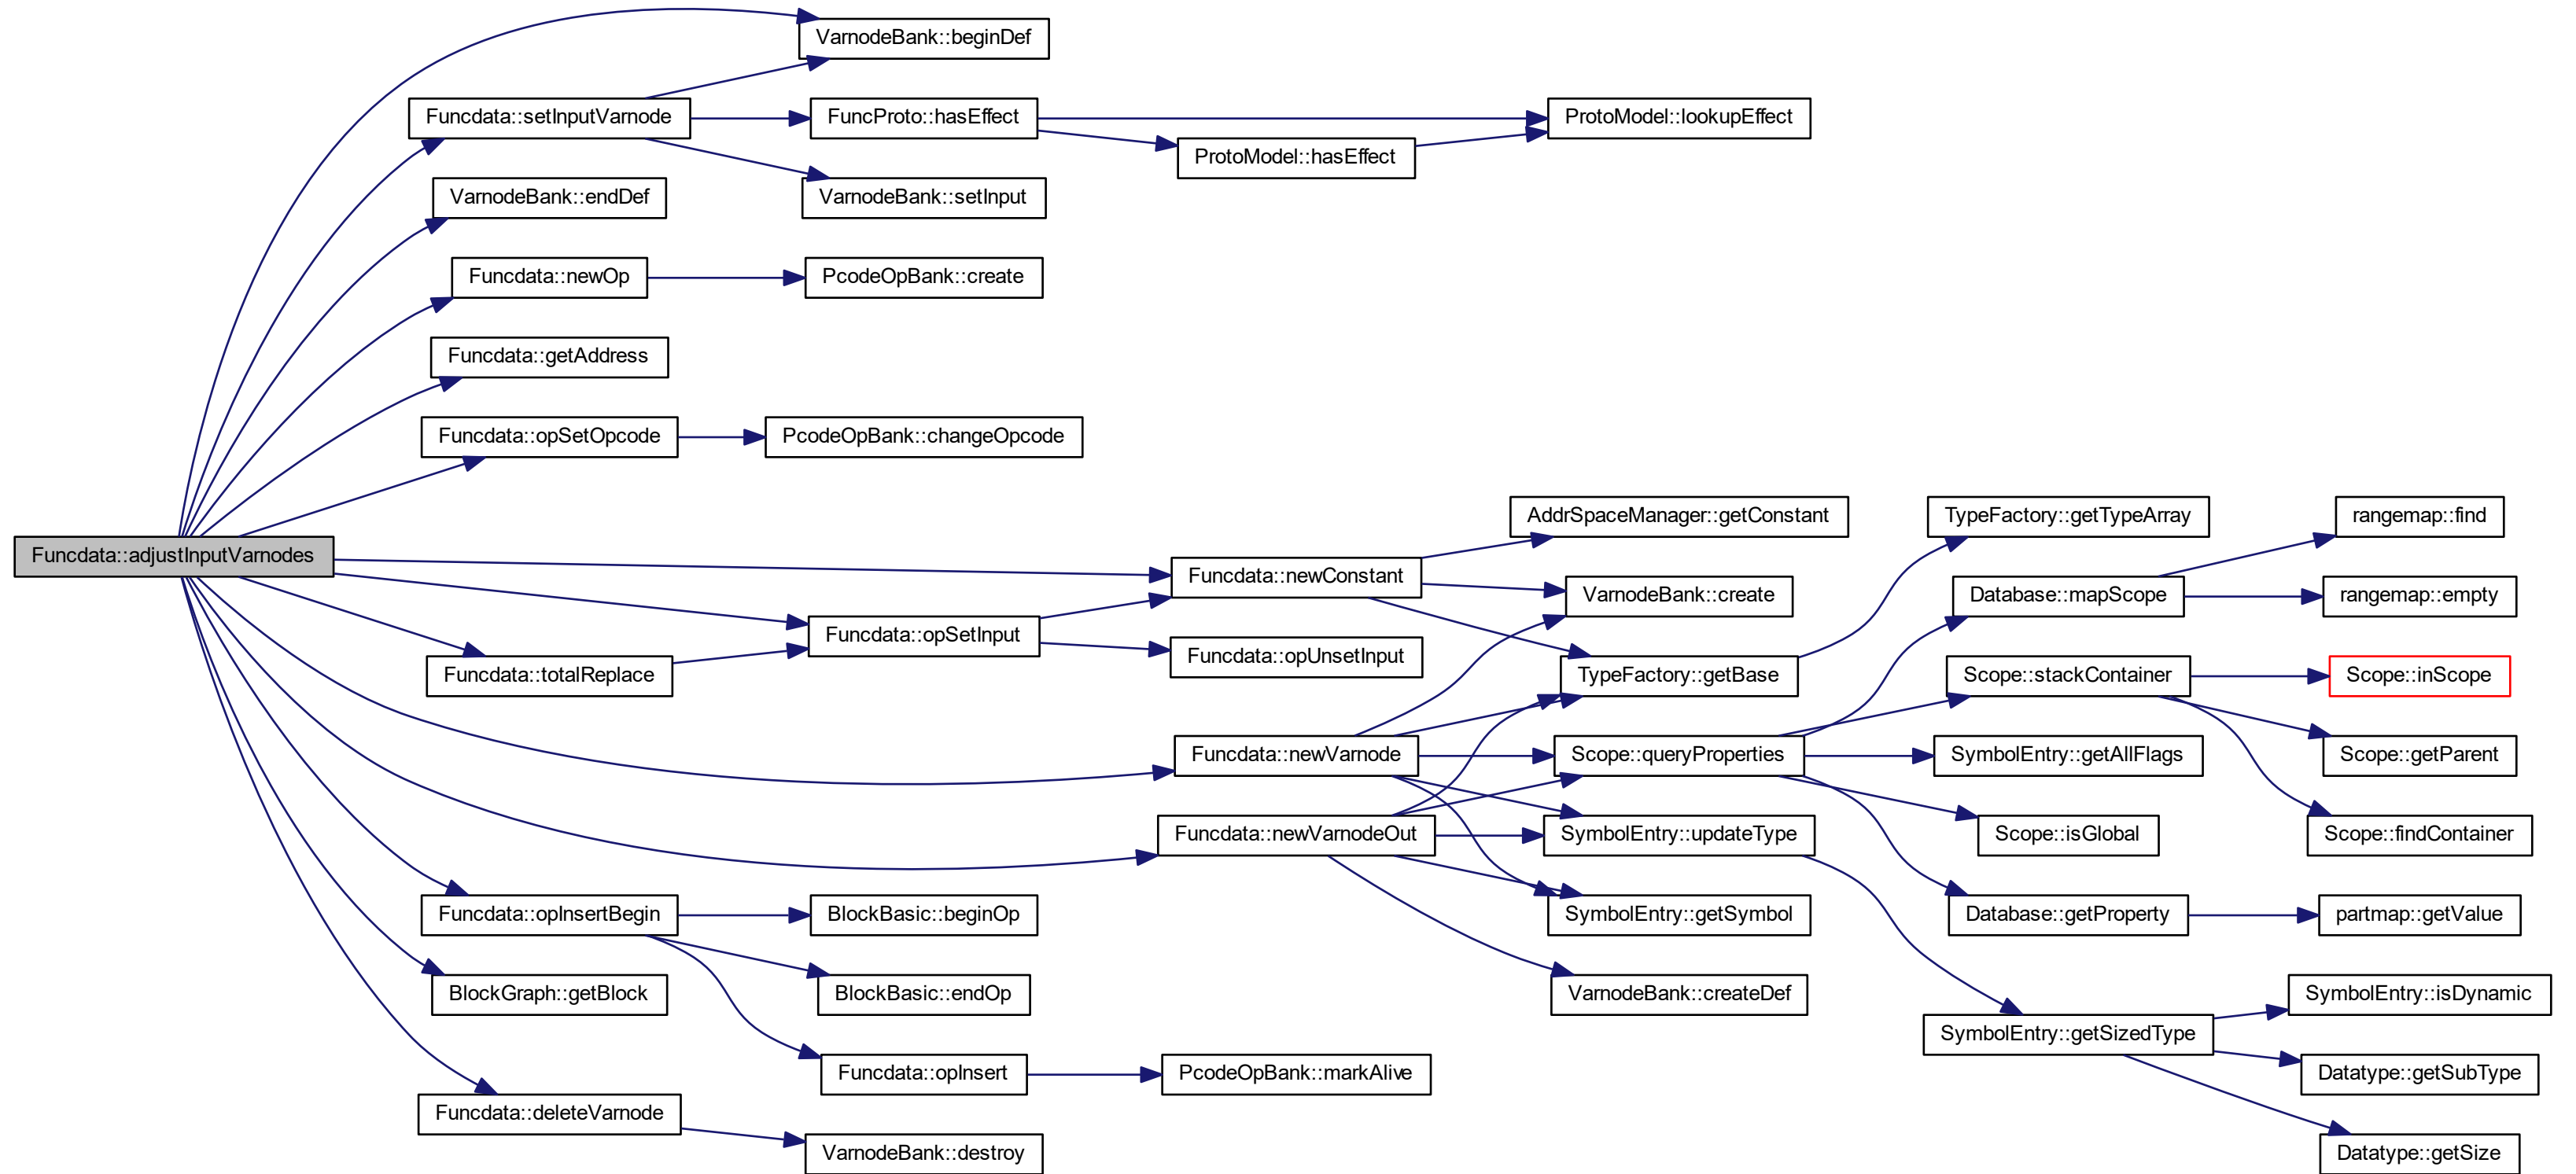 VarnodeBank::beginDef
Funcdata::setInputVarnode
FuncProto::hasEffect
ProtoModel::lookupEffect
ProtoModel::hasEffect
VarnodeBank::endDef
VarnodeBank::setInput
Funcdata::newOp
PcodeOpBank::create
Funcdata::getAddress
Funcdata::opSetOpcode
PcodeOpBank::changeOpcode
AddrSpaceManager::getConstant
TypeFactory::getTypeArray
rangemap::find
Funcdata::adjustInputVarnodes
Funcdata::newConstant
VarnodeBank::create
Database::mapScope
rangemap::empty
Funcdata::opSetInput
Funcdata::opUnsetInput
Funcdata::totalReplace
TypeFactory::getBase
Scope::stackContainer
Scope::inScope
Funcdata::newVarnode
Scope::queryProperties
SymbolEntry::getAllFlags
Scope::getParent
Funcdata::newVarnodeOut
SymbolEntry::updateType
Scope::isGlobal
Scope::findContainer
Funcdata::opInsertBegin
BlockBasic::beginOp
SymbolEntry::getSymbol
Database::getProperty
partmap::getValue
BlockGraph::getBlock
BlockBasic::endOp
VarnodeBank::createDef
SymbolEntry::isDynamic
SymbolEntry::getSizedType
Funcdata::opInsert
PcodeOpBank::markAlive
Datatype::getSubType
Funcdata::deleteVarnode
VarnodeBank::destroy
Datatype::getSize